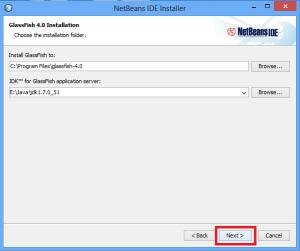 NetBeans IDE Installer
GlassFish 4.0 Installation
Choose the installation folder.
NetBeans IDE
Install GlassFish to:
C:\Program Files\glassfish-4.0
Browse...
JDK™ for GlassFish application server:
E:\Java\jdk1.7.0_51
Browse...
< Back
Next >
Cancel